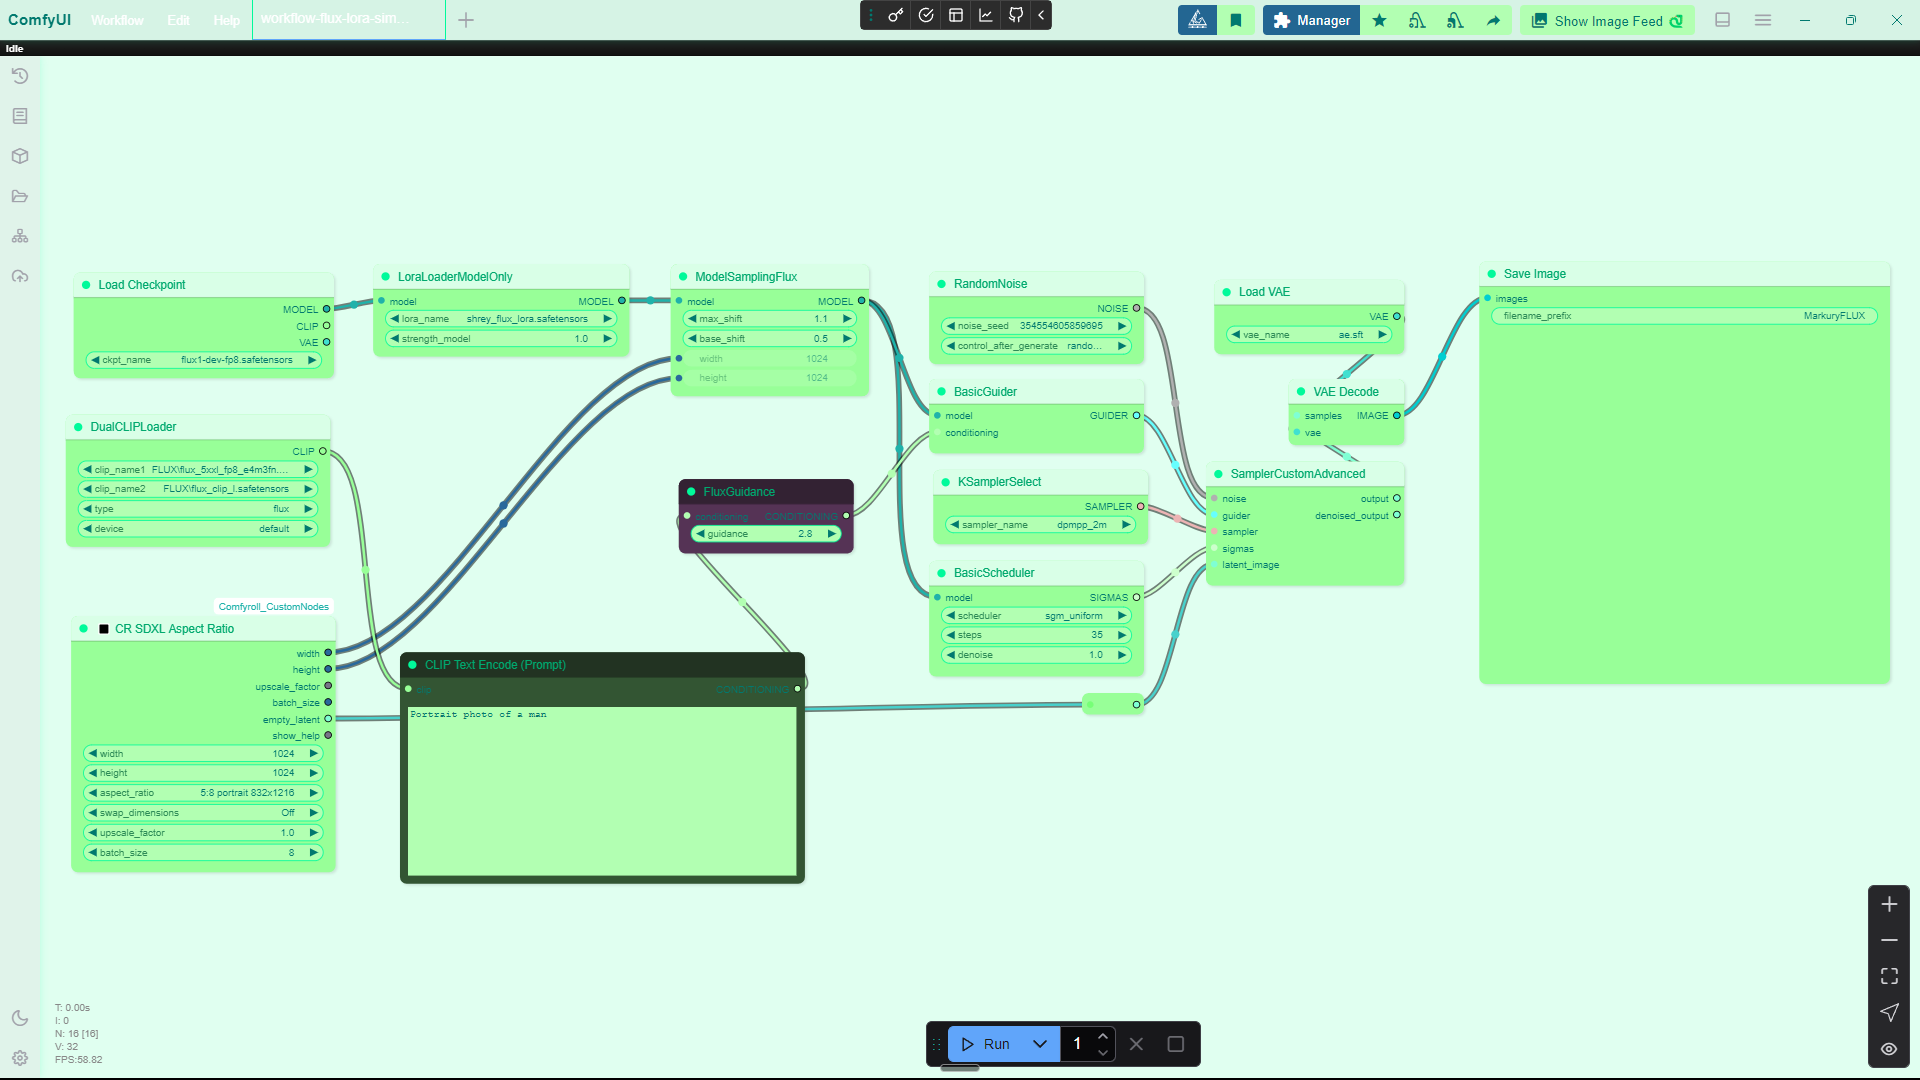 ComfyUI Workflow Edit Help workflow-flux-lora-sim...
Manager Show Image Feed
Idle
Load Checkpoint
MODEL
CLIP
VAE
ckpt_name flux1-dev-fp8.safetensors
LoraLoaderModelOnly
model MODEL
lora_name shrey_flux_lora.safetensors
strength_model 1.0
ModelSamplingFlux
model MODEL
max_shift 1.1
base_shift 0.5
width 1024
height 1024
RandomNoise
NOISE
noise_seed 354554605859695
control_after_generate rando...
Load VAE
VAE
vae_name ae.sft
Save Image
images
filename_prefix MarkuryFLUX
BasicGuider
model GUIDER
conditioning
VAE Decode
samples IMAGE
vae
DualCLIPLoader
CLIP
clip_name1 FLUX\flux_5xxl_fp8_e4m3fn....
clip_name2 FLUX\flux_clip_l.safetensors
type flux
device default
FluxGuidance
conditioning CONDITIONING
guidance 2.8
KSamplerSelect
SAMPLER
sampler_name dpmpp_2m
SamplerCustomAdvanced
noise output
guider denoised_output
sampler
sigmas
latent_image
BasicScheduler
model SIGMAS
scheduler sgm_uniform
steps 35
denoise 1.0
Comfyroll_CustomNodes
CR SDXL Aspect Ratio
width
height
upscale_factor
batch_size
empty_latent
show_help
width 1024
height 1024
aspect_ratio 5:8 portrait 832x1216
swap_dimensions Off
upscale_factor 1.0
batch_size 8
CLIP Text Encode (Prompt)
clip CONDITIONING
Portrait photo of a man
T: 0.00s
I: 0
N: 16 [16]
V: 32
FPS:58.82
Run 1